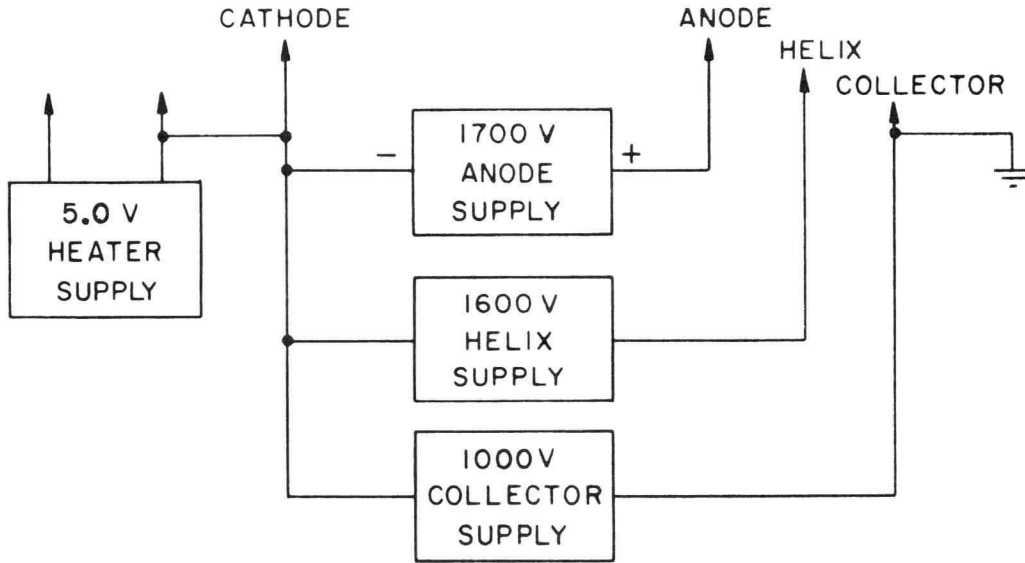 CATHODE
ANODE
HELIX
COLLECTOR
1700 V
ANODE
SUPPLY
−
+
5.0 V
HEATER
SUPPLY
1600 V
HELIX
SUPPLY
1000V
COLLECTOR
SUPPLY